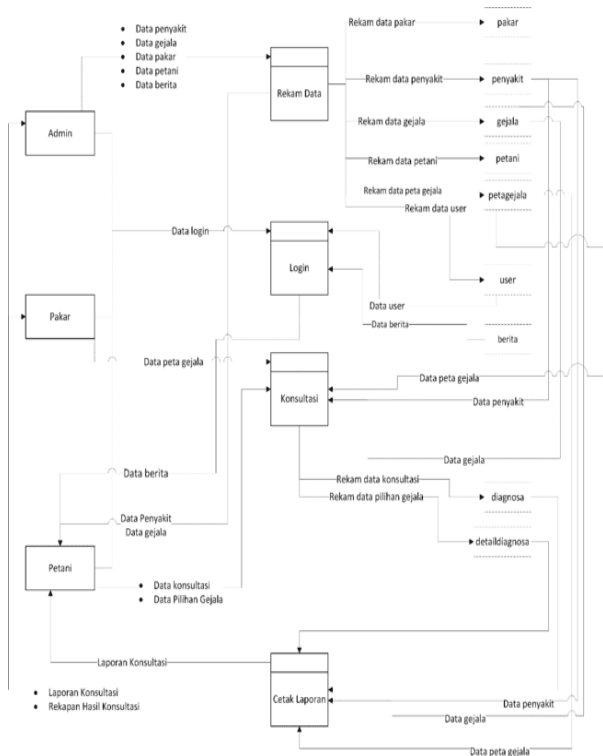 • Data penyakit
• Data gejala
• Data pakar
• Data petani
• Data berita
Rekam data pakar
pakar
Rekam data penyakit
penyakit
Rekam Data
Rekam data gejala
gejala
Admin
Rekam data petani
petani
Rekam data peta gejala
petagejala
Rekam data user
Data login
Login
user
Pakar
Data user
Data berita
berita
Data peta gejala
Data peta gejala
Konsultasi
Data penyakit
Data gejala
Data berita
Rekam data konsultasi
Rekam data pilihan gejala
diagnosa
Data Penyakit
Data gejala
detaildiagnosa
Petani
• Data konsultasi
• Data Pilihan Gejala
Laporan Konsultasi
• Laporan Konsultasi
• Rekapan Hasil Konsultasi
Cetak Laporan
Data penyakit
Data gejala
Data peta gejala